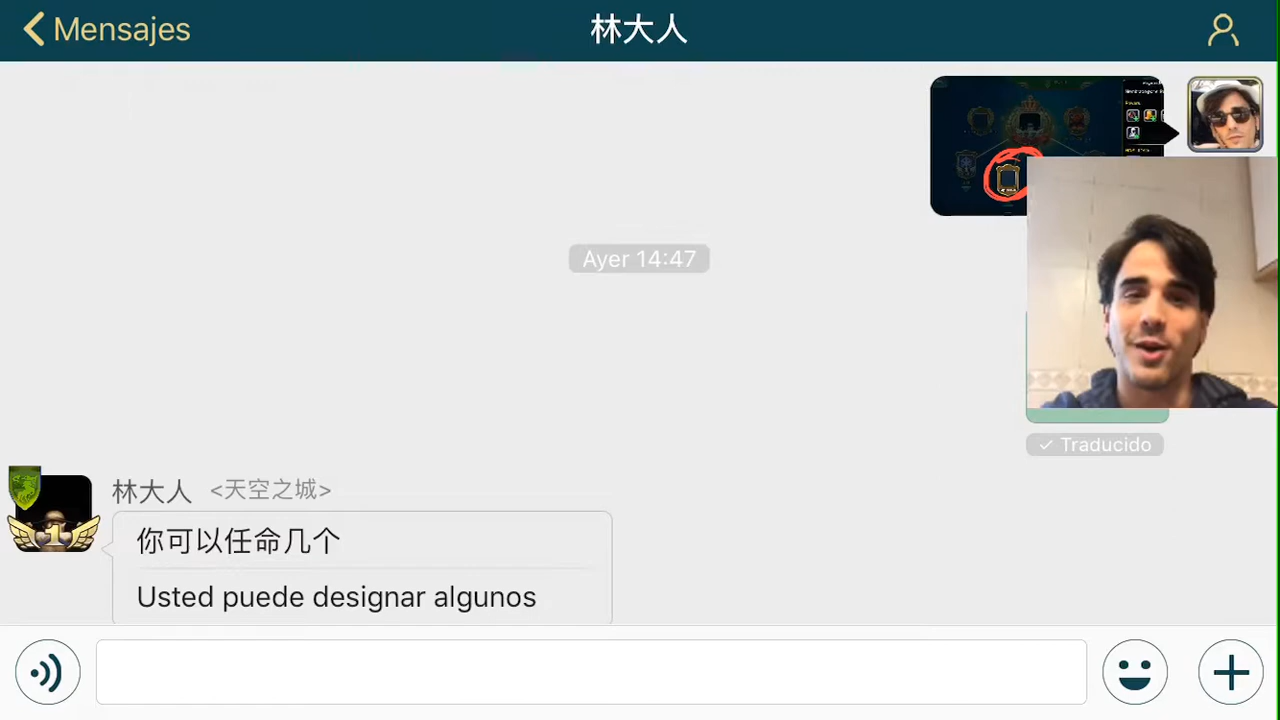 Mensajes
林大人
Ayer 14:47
Traducido
林大人 <天空之城>
1
你可以任命几个
Usted puede designar algunos